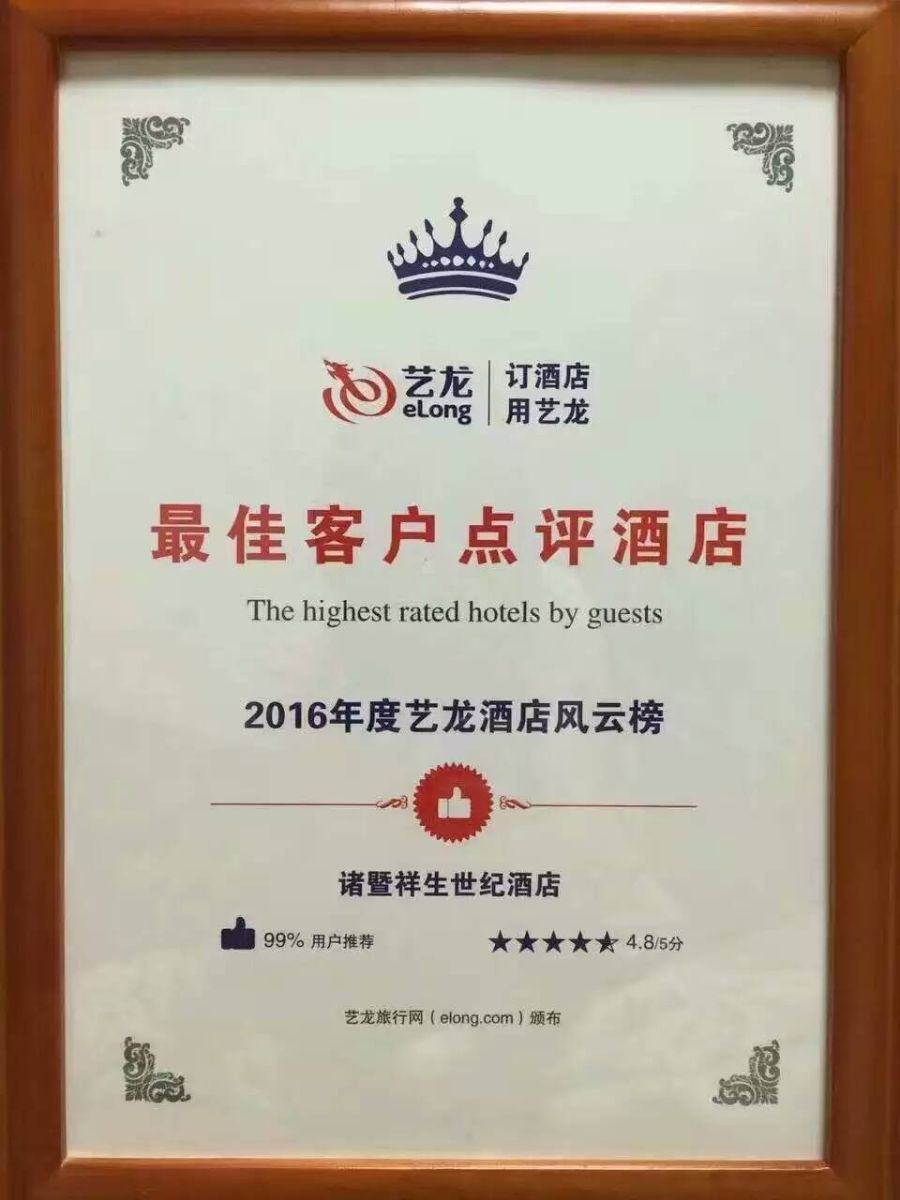 艺龙
eLong
订酒店
用艺龙
最佳客户点评酒店
The highest rated hotels by guests
2016年度艺龙酒店风云榜
诸暨祥生世纪酒店
99% 用户推荐
4.8/5分
艺龙旅行网（elong.com）颁布